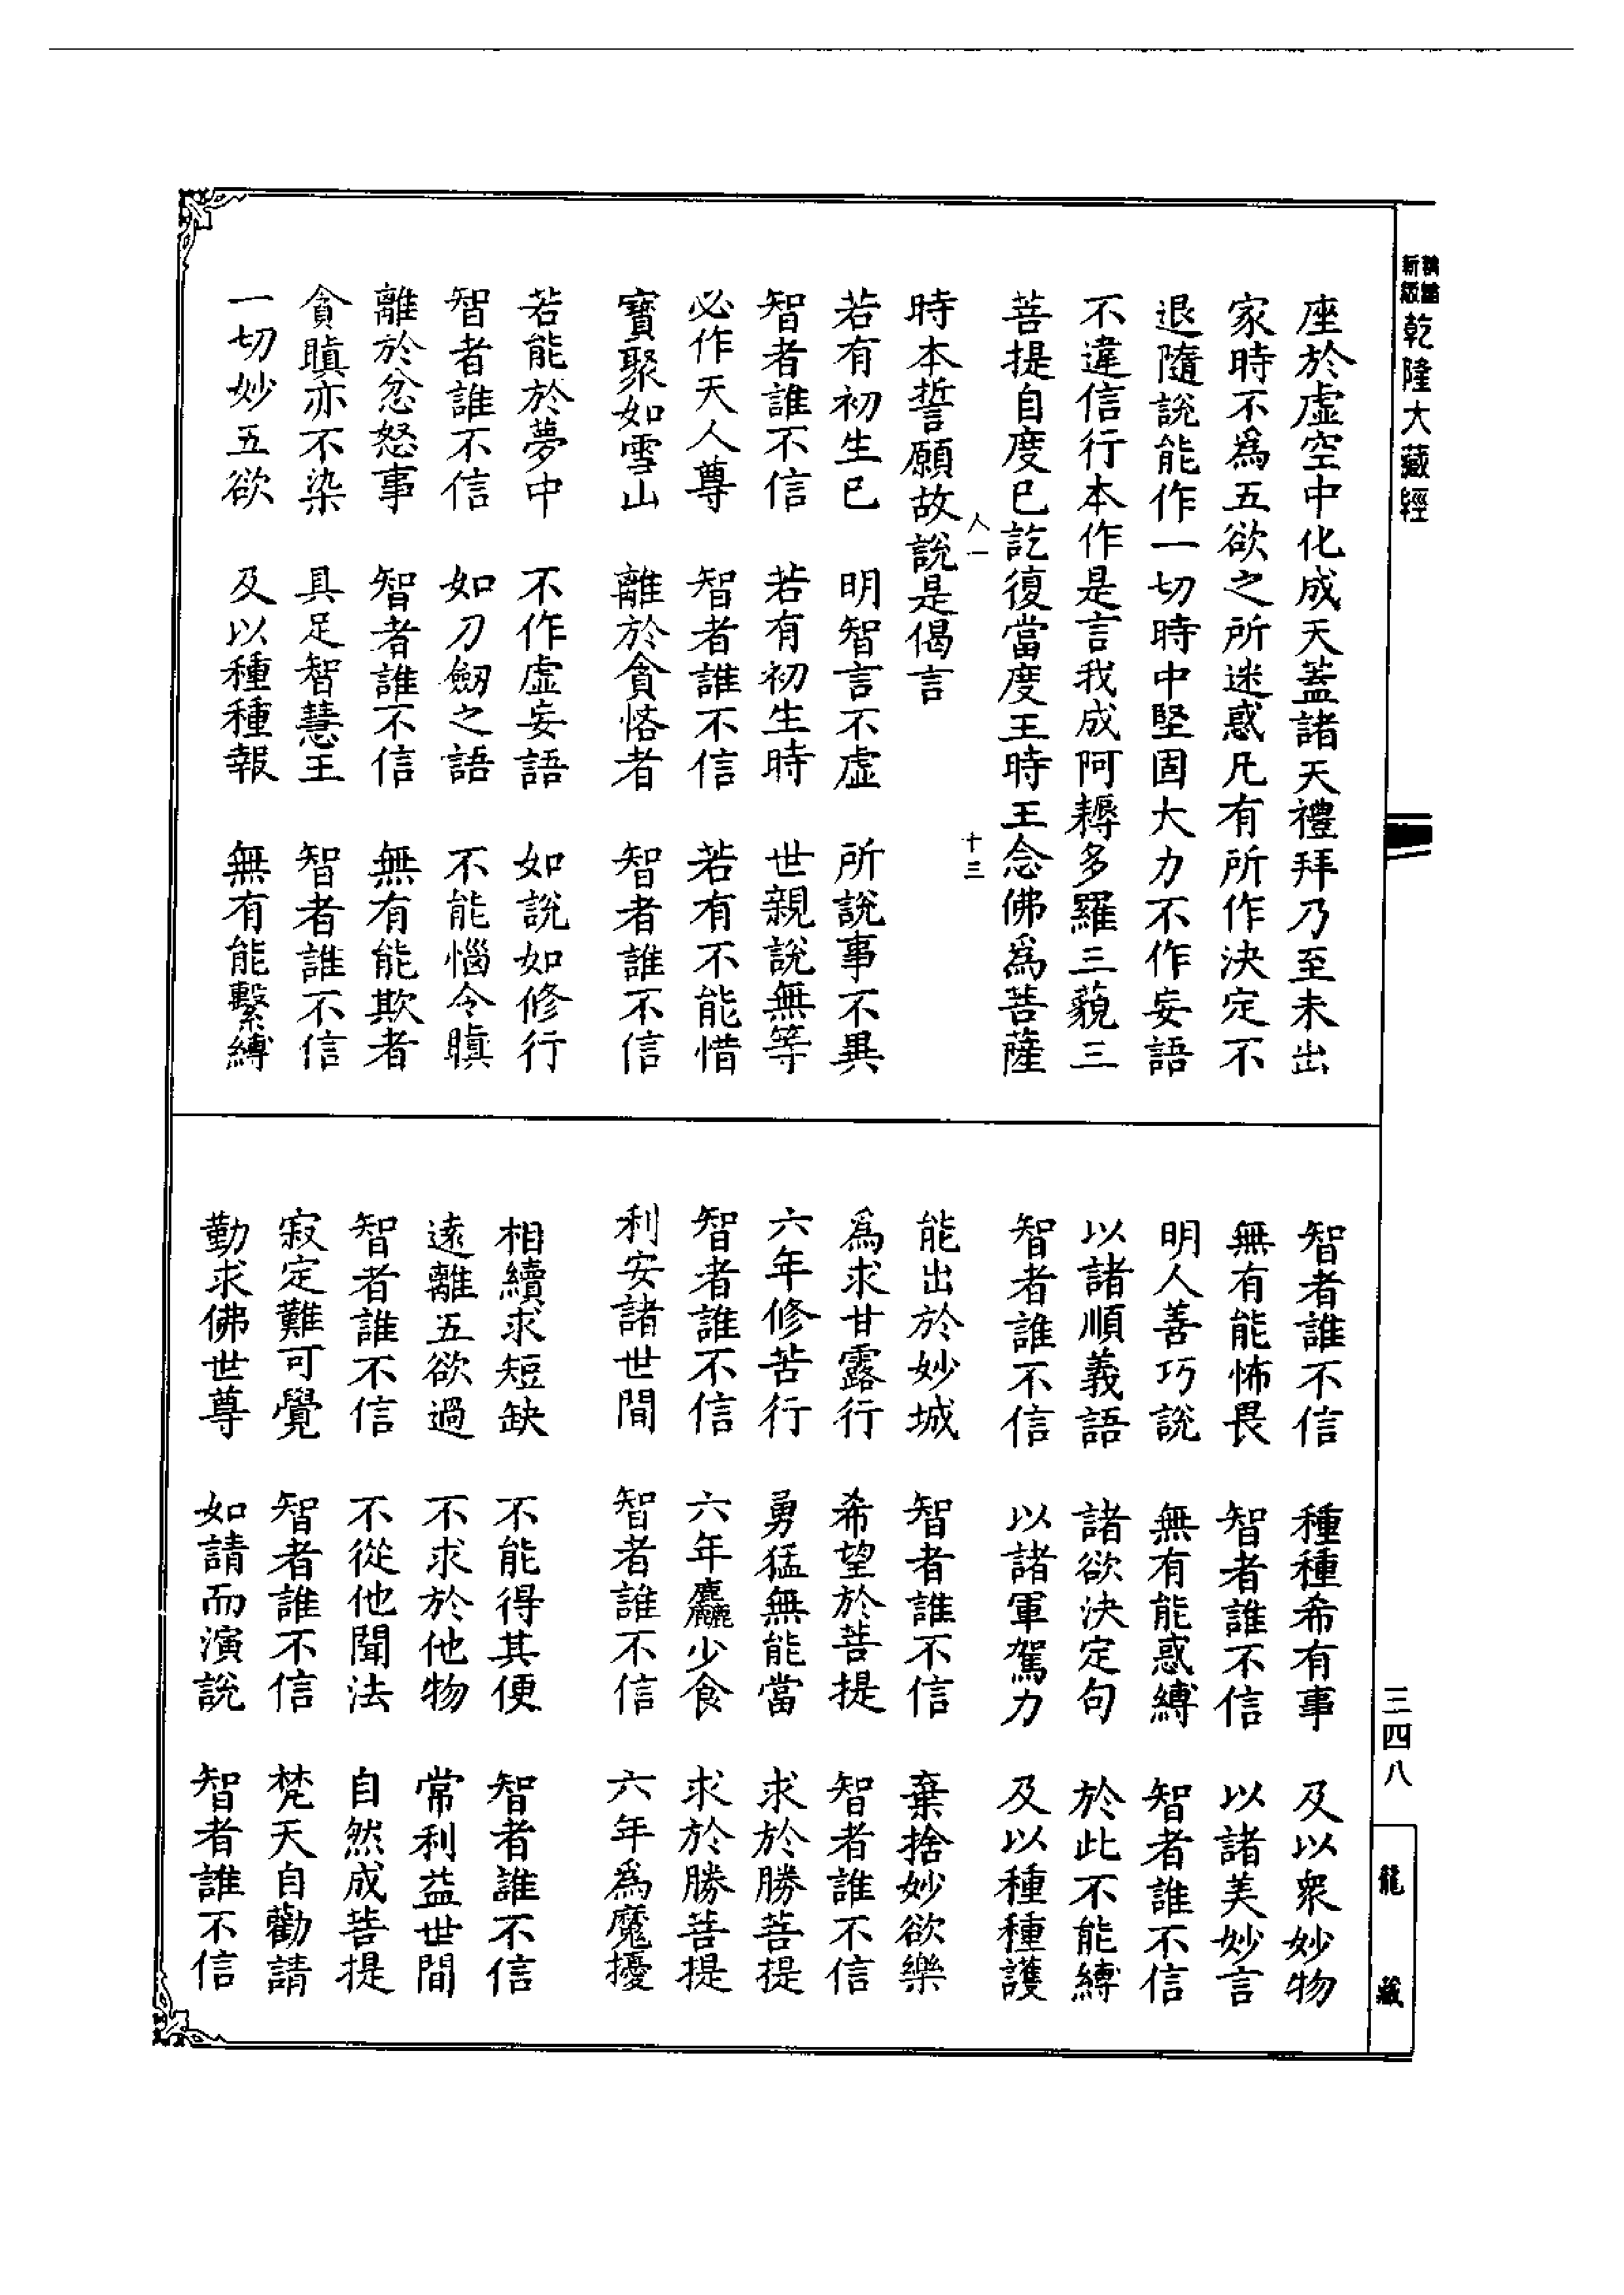 新編縮版乾隆大藏經
座於虛空中化成天蓋諸天禮拜乃至未出
家時不為五欲之所迷惑凡有所作決定不
退隨說能作一切時中堅固大力不作妄語
不違信行本作是言我成阿耨多羅三藐三
菩提自度已訖復當度王時王念佛為菩薩
人一 十三
時本誓願故說是偈言
若有初生已 明智言不虛 所說事不異
智者誰不信 若有初生時 世親說無等
必作天人尊 智者誰不信 若有不能惜
寶聚如雪山 離於貪悋者 智者誰不信
若能於夢中 不作虛妄語 如說如修行
智者誰不信 如刀劒之語 不能惱令瞋
離於忿怒事 智者誰不信 無有能欺者
貪瞋亦不染 具足智慧王 智者誰不信
一切妙五欲 及以種種報 無有能繫縛
智者誰不信 種種希有事 及以衆妙物
無有能怖畏 智者誰不信 以諸美妙言
明人善巧說 無有能惑縛 智者誰不信
以諸順義語 諸欲決定句 於此不能縛
智者誰不信 以諸軍駕力 及以種種護
能出於妙城 智者誰不信 棄捨妙欲樂
為求甘露行 希望於菩提 智者誰不信
六年修苦行 勇猛無能當 求於勝菩提
智者誰不信 六年麤少食 求於勝菩提
利安諸世間 智者誰不信 六年為魔擾
相續求短缺 不能得其便 智者誰不信
遠離五欲過 不求於他物 常利益世間
智者誰不信 不從他聞法 自然成菩提
寂定難可覺 智者誰不信 梵天自勸請
勤求佛世尊 如請而演說 智者誰不信
三四八
龍藏